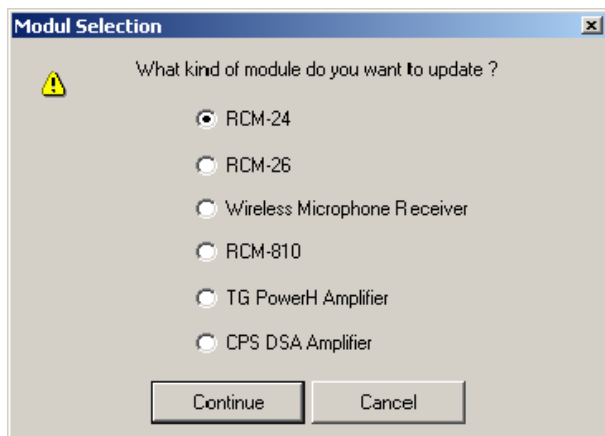 Modul Selection
What kind of module do you want to update ?
RCM-24
RCM-26
Wireless Microphone Receiver
RCM-810
TG PowerH Amplifier
CPS DSA Amplifier
Continue
Cancel